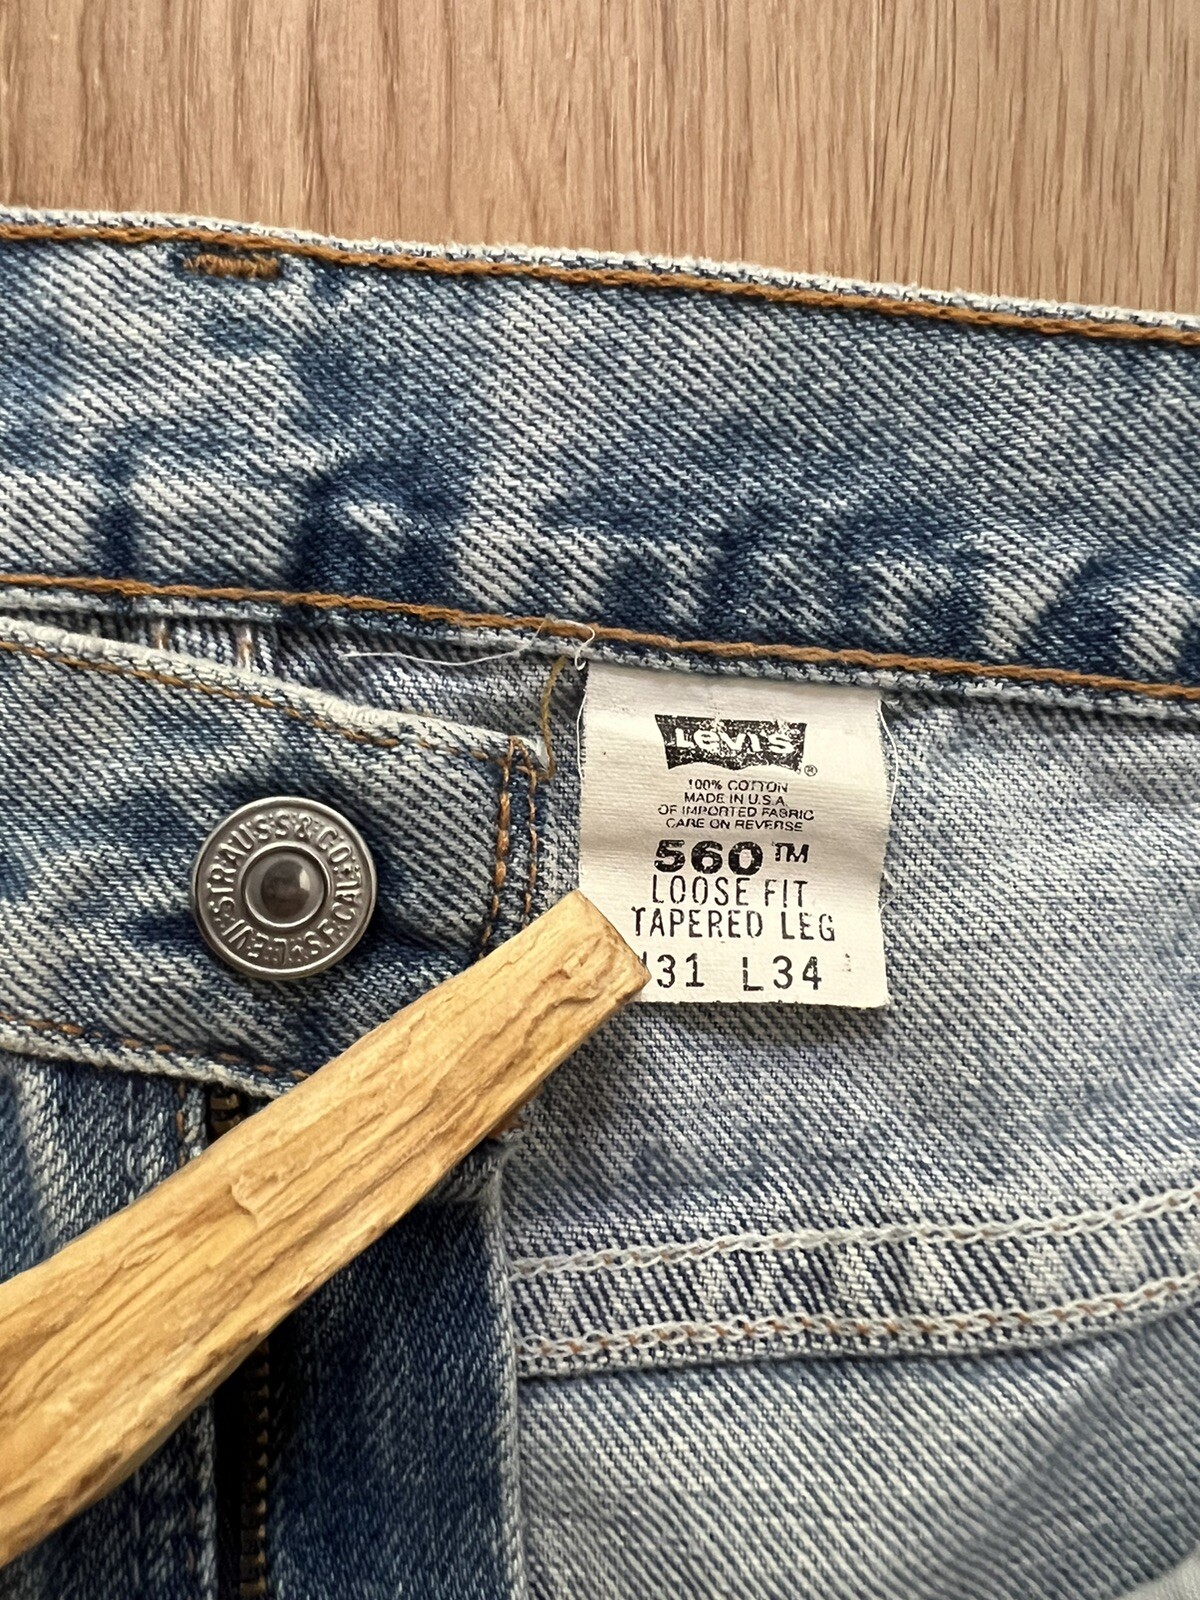 Levi's ®
100% COTTON
MADE IN U.S.A.
OF IMPORTED FABRIC
CARE ON REVERSE
560™
LOOSE FIT
TAPERED LEG
31 L34
LEVI STRAUSS & CO S.F. CAL